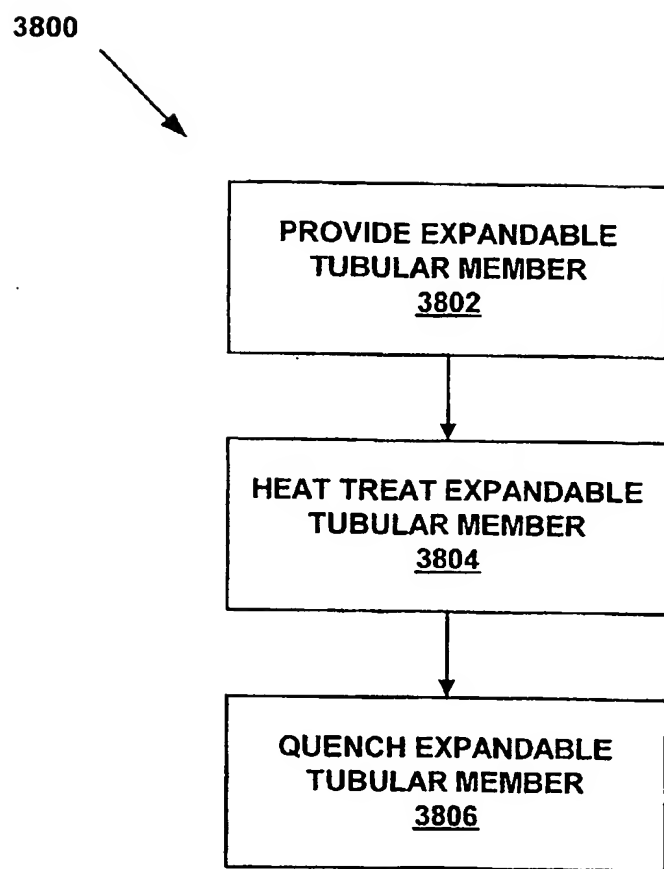 3800
PROVIDE EXPANDABLE
TUBULAR MEMBER
3802
HEAT TREAT EXPANDABLE
TUBULAR MEMBER
3804
QUENCH EXPANDABLE
TUBULAR MEMBER
3806